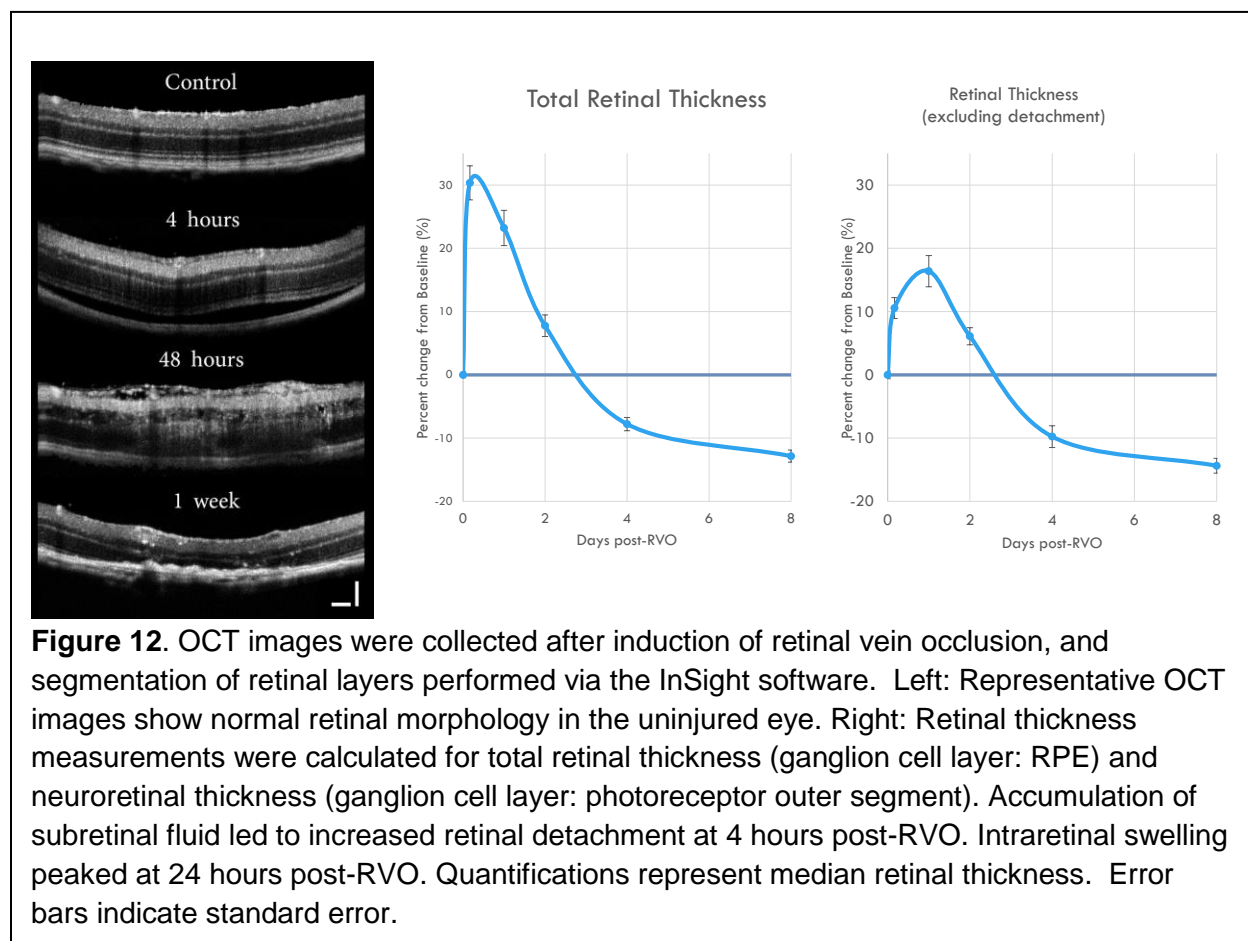 Control
4 hours
48 hours
1 week
Total Retinal Thickness
Percent change from Baseline (%)
30
20
10
0
-10
-20
0
2
4
6
8
Days post-RVO
Retinal Thickness
(excluding detachment)
Percent change from Baseline (%)
30
20
10
0
-10
-20
0
2
4
6
8
Days post-RVO
Figure 12. OCT images were collected after induction of retinal vein occlusion, and
segmentation of retinal layers performed via the InSight software.  Left: Representative OCT
images show normal retinal morphology in the uninjured eye. Right: Retinal thickness
measurements were calculated for total retinal thickness (ganglion cell layer: RPE) and
neuroretinal thickness (ganglion cell layer: photoreceptor outer segment). Accumulation of
subretinal fluid led to increased retinal detachment at 4 hours post-RVO. Intraretinal swelling
peaked at 24 hours post-RVO. Quantifications represent median retinal thickness.  Error
bars indicate standard error.